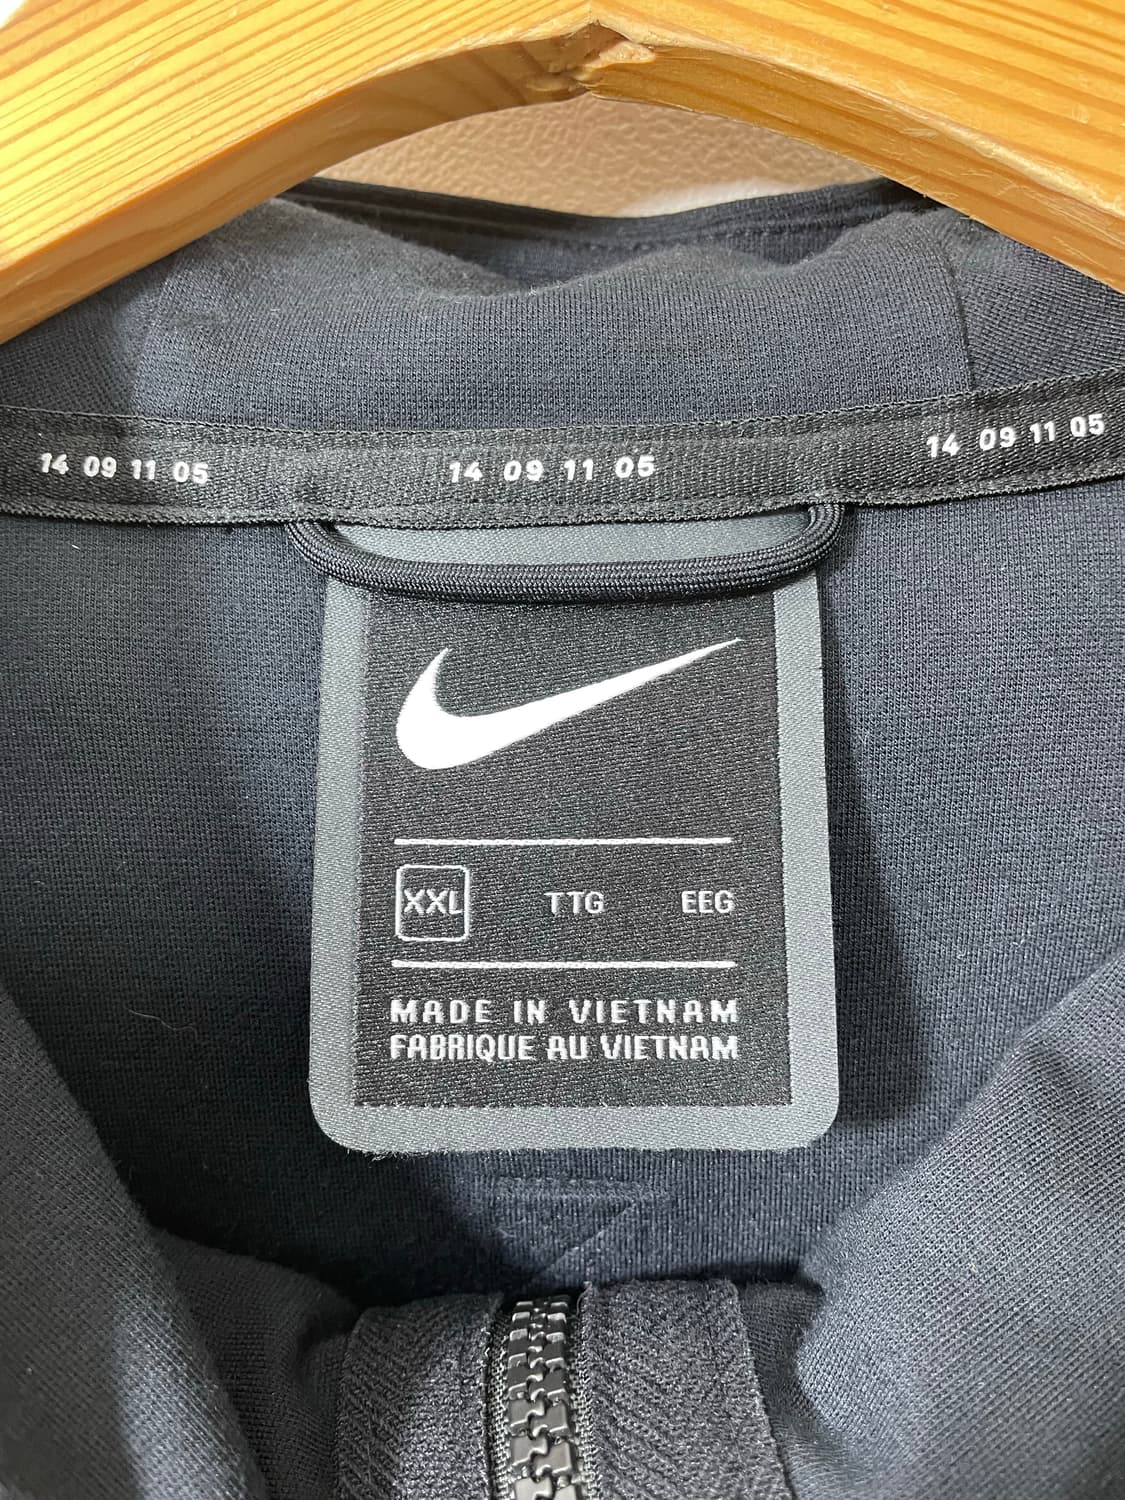 14 09 11 05 14 09 11 05 14 09 11 05
XXL TTG EEG
MADE IN VIETNAM
FABRIQUE AU VIETNAM